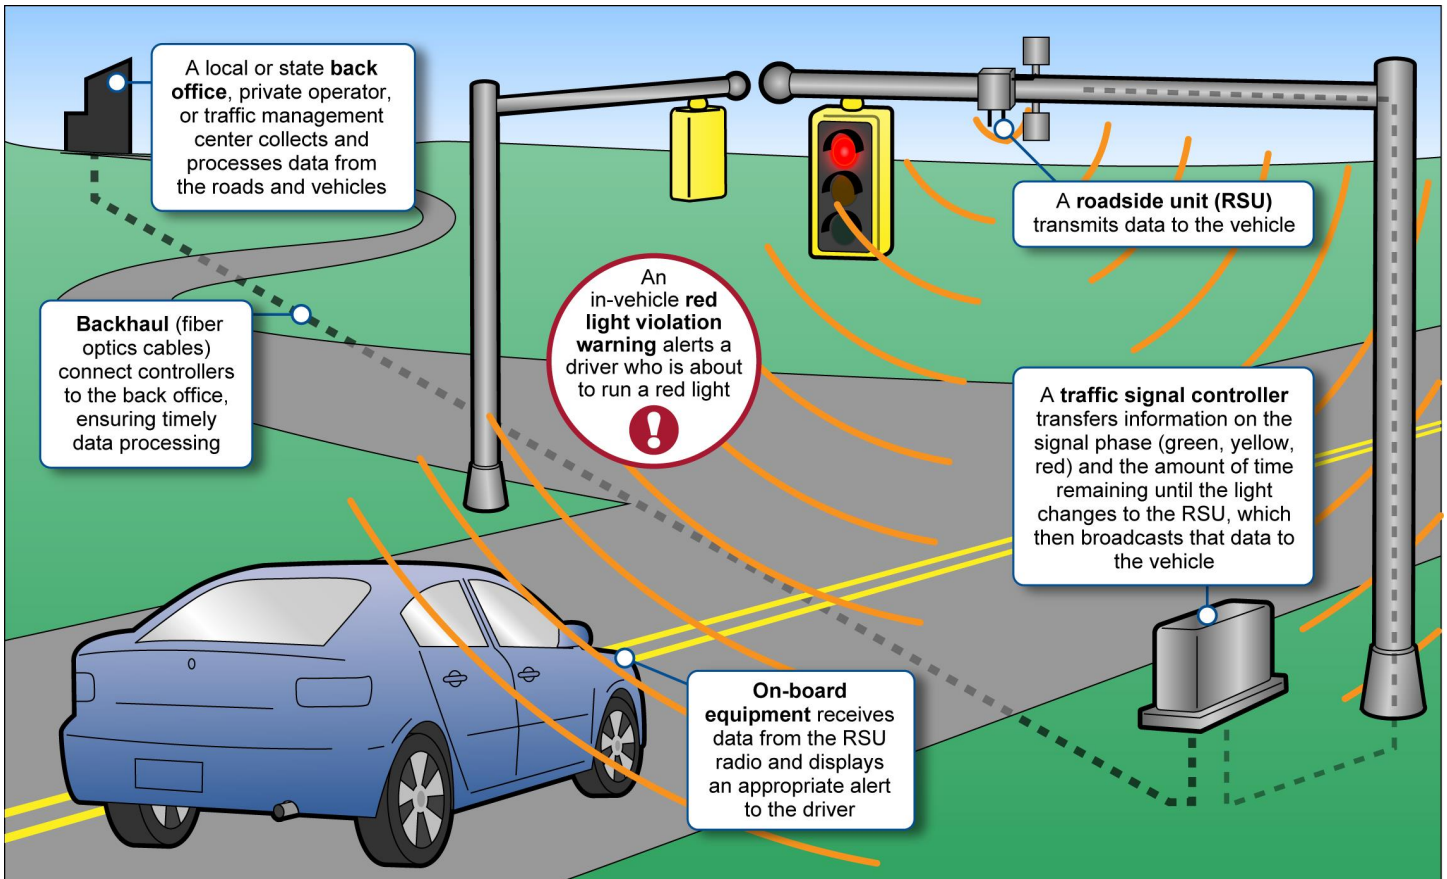 A local or state back
office, private operator,
or traffic management
center collects and
processes data from
the roads and vehicles
A roadside unit (RSU)
transmits data to the vehicle
An
in-vehicle red
light violation
warning alerts a
driver who is about
to run a red light
!
Backhaul (fiber
optics cables)
connect controllers
to the back office,
ensuring timely
data processing
A traffic signal controller
transfers information on the
signal phase (green, yellow,
red) and the amount of time
remaining until the light
changes to the RSU, which
then broadcasts that data to
the vehicle
On-board
equipment receives
data from the RSU
radio and displays
an appropriate alert
to the driver